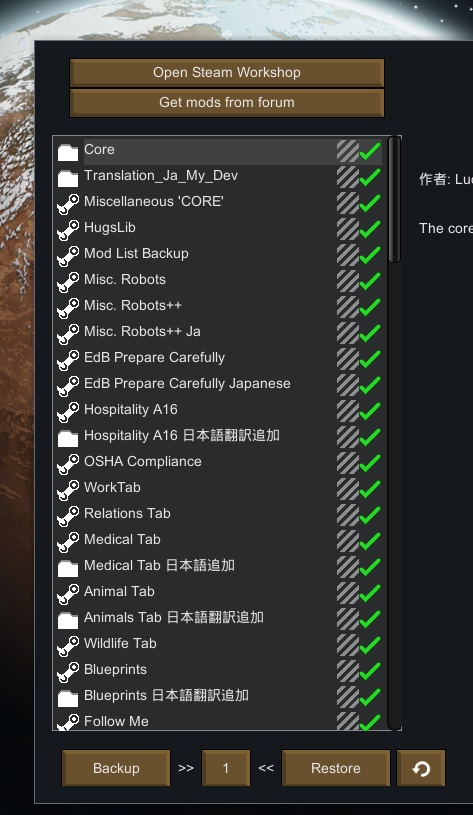 Open Steam Workshop
Get mods from forum
Core
Translation_Ja_My_Dev
Miscellaneous 'CORE'
HugsLib
Mod List Backup
Misc. Robots
Misc. Robots++
Misc. Robots++ Ja
EdB Prepare Carefully
EdB Prepare Carefully Japanese
Hospitality A16
Hospitality A16 日本語翻訳追加
OSHA Compliance
WorkTab
Relations Tab
Medical Tab
Medical Tab 日本語追加
Animal Tab
Animals Tab 日本語翻訳追加
Wildlife Tab
Blueprints
Blueprints 日本語翻訳追加
Follow Me
作者: Lu
The core
Backup >> 1 << Restore